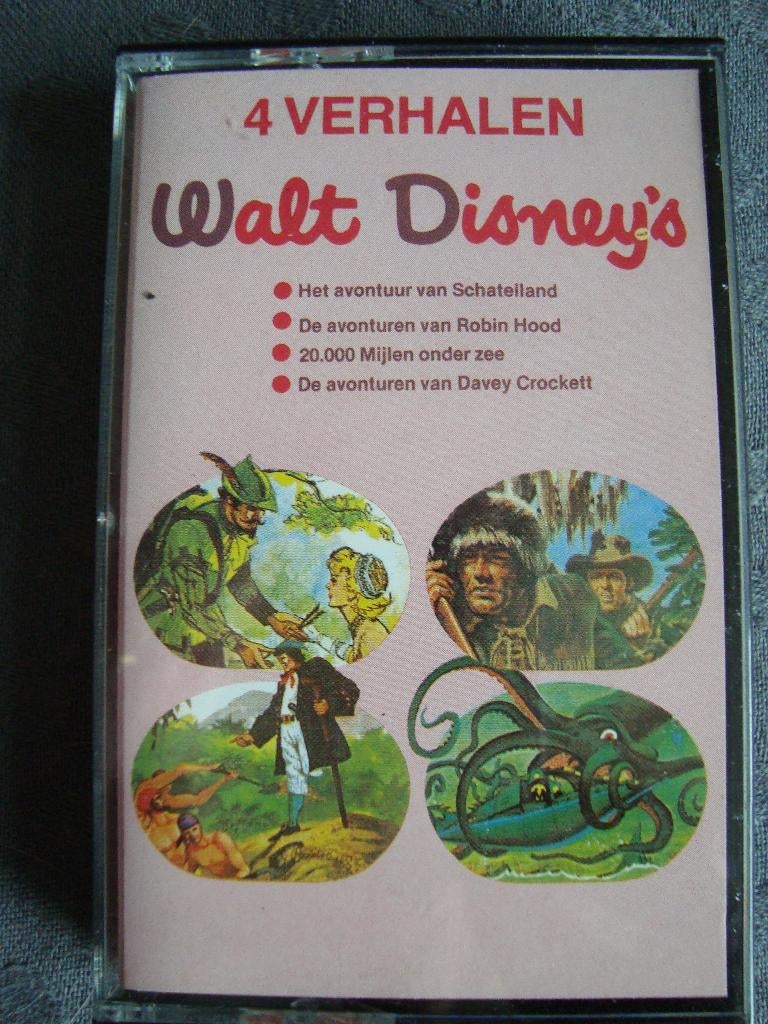 4 VERHALEN
Walt Disney's
Het avontuur van Schateiland
De avonturen van Robin Hood
20.000 Mijlen onder zee
De avonturen van Davey Crockett